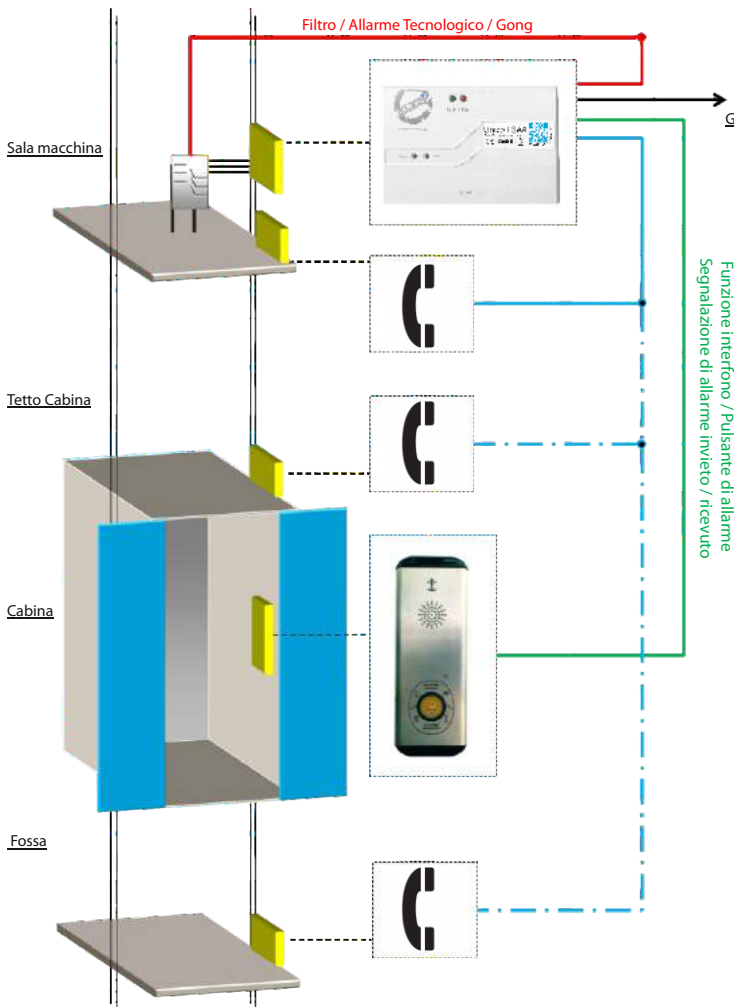 Filtro / Allarme Tecnologico / Gong
G
Sala macchina
Funzione interfono / Pulsante di allarme
Segnalazione di allarme invieto / ricevuto
Tetto Cabina
Cabina
Fossa